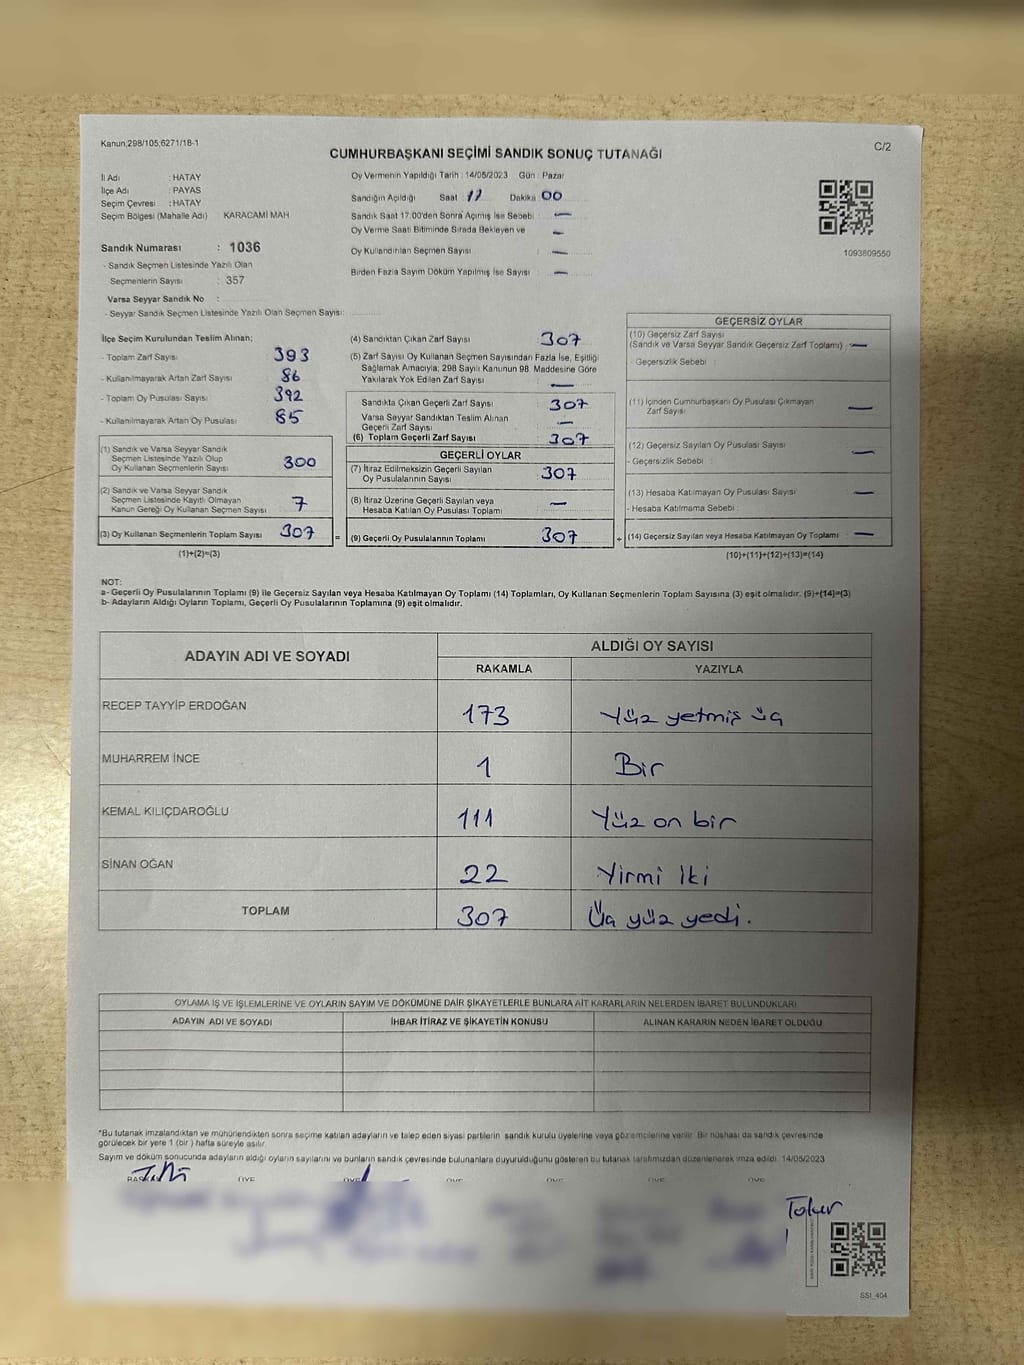 Kanun;298/105,6271/18-1
C/2
CUMHURBAŞKANI SEÇİMİ SANDIK SONUÇ TUTANAĞI
İl Adı : HATAY
İlçe Adı : PAYAS
Seçim Çevresi : HATAY
Seçim Bölgesi (Mahalle Adı) KARACAMİ MAH
Sandık Numarası : 1036
- Sandık Seçmen Listesinde Yazılı Olan
Seçmenlerin Sayısı : 357
Varsa Seyyar Sandık No :
- Seyyar Sandık Seçmen Listesinde Yazılı Olan Seçmen Sayısı:
Oy Vermenin Yapıldığı Tarih : 14/05/2023 Gün : Pazar
Sandığın Açıldığı Saat : 17 Dakika 00
Sandık Saat 17.00'den Sonra Açımış İse Sebebi : —
Oy Verme Saati Bitiminde Sırada Bekleyen ve : —
Oy Kullandırılan Seçmen Sayısı : —
Birden Fazla Sayım Döküm Yapılmış İse Sayısı : —
1093809550
İlçe Seçim Kurulundan Teslim Alınan;
- Toplam Zarf Sayısı : 393
- Kullanılmayarak Artan Zarf Sayısı : 86
- Toplam Oy Pusulası Sayısı : 392
- Kullanılmayarak Artan Oy Pusulası : 85
(1) Sandık ve Varsa Seyyar Sandık
Seçmen Listesinde Yazılı Olup
Oy Kullanan Seçmenlerin Sayısı : 300
(2) Sandık ve Varsa Seyyar Sandık
Seçmen Listesinde Kayıtlı Olmayan
Kanun Gereği Oy Kullanan Seçmen Sayısı : 7
(3) Oy Kullanan Seçmenlerin Toplam Sayısı : 307
(1)+(2)=(3)
(4) Sandıktan Çıkan Zarf Sayısı : 307
(5) Zarf Sayısı Oy Kullanan Seçmen Sayısından Fazla İse, Eşitliği
Sağlamak Amacıyla; 298 Sayılı Kanunun 98. Maddesine Göre
Yakılarak Yok Edilen Zarf Sayısı : —
Sandıkta Çıkan Geçerli Zarf Sayısı : 307
Varsa Seyyar Sandıktan Teslim Alınan
Geçerli Zarf Sayısı : —
(6) Toplam Geçerli Zarf Sayısı : 307
GEÇERLİ OYLAR
(7) İtiraz Edilmeksizin Geçerli Sayılan
Oy Pusulalarının Sayısı : 307
(8) İtiraz Üzerine Geçerli Sayılan veya
Hesaba Katılan Oy Pusulası Toplamı : —
= (9) Geçerli Oy Pusulalarının Toplamı : 307 +
GEÇERSİZ OYLAR
(10) Geçersiz Zarf Sayısı
(Sandık ve Varsa Seyyar Sandık Geçersiz Zarf Toplamı) : —
- Geçersizlik Sebebi :
(11) İçinden Cumhurbaşkanı Oy Pusulası Çıkmayan
Zarf Sayısı : —
(12) Geçersiz Sayılan Oy Pusulası Sayısı : —
- Geçersizlik Sebebi :
(13) Hesaba Katılmayan Oy Pusulası Sayısı : —
- Hesaba Katılmama Sebebi :
(14) Geçersiz Sayılan veya Hesaba Katılmayan Oy Toplamı : —
(10)+(11)+(12)+(13)=(14)
NOT:
a- Geçerli Oy Pusulalarının Toplamı (9) ile Geçersiz Sayılan veya Hesaba Katılmayan Oy Toplamı (14) Toplamları, Oy Kullanan Seçmenlerin Toplam Sayısına (3) eşit olmalıdır. (9)+(14)=(3)
b- Adayların Aldığı Oyların Toplamı, Geçerli Oy Pusulalarının Toplamına (9) eşit olmalıdır.
ADAYIN ADI VE SOYADI ALDIĞI OY SAYISI
RAKAMLA YAZIYLA
RECEP TAYYİP ERDOĞAN 173 Yüz yetmiş üç
MUHARREM İNCE 1 Bir
KEMAL KILIÇDAROĞLU 111 Yüz on bir
SİNAN OĞAN 22 Yirmi iki
TOPLAM 307 Üç yüz yedi.
OYLAMA İŞ VE İŞLEMLERİNE VE OYLARIN SAYIM VE DÖKÜMÜNE DAİR ŞİKAYETLERLE BUNLARA AİT KARARLARIN NELERDEN İBARET BULUNDUKLARI
ADAYIN ADI VE SOYADI İHBAR İTİRAZ VE ŞİKAYETİN KONUSU ALINAN KARARIN NEDEN İBARET OLDUĞU
*Bu tutanak imzalandıktan ve mühürlendikten sonra seçime katılan adayların ve talep eden siyasi partilerin sandık kurulu üyelerine veya gözlemcilerine verilir. Bir nüshası da sandık çevresinde
görülecek bir yere 1 (bir ) hafta süreyle asılır.
Sayım ve döküm sonucunda adayların aldığı oyların sayılarını ve bunların sandık çevresinde bulunanlara duyurulduğunu gösteren bu tutanak tarafımızdan düzenlenerek imza edildi. 14/05/2023
BAŞKAN ÜYE ÜYE ÜYE ÜYE ÜYE ÜYE
SSI_404